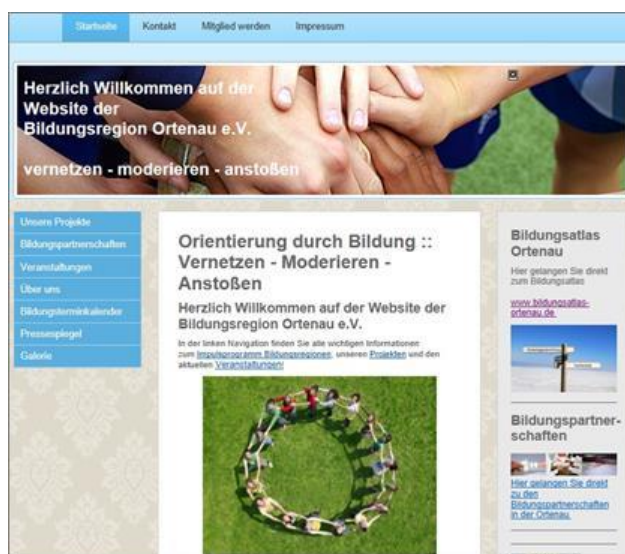 Startseite Kontakt Mitglied werden Impressum
Herzlich Willkommen auf der
Website der
Bildungsregion Ortenau e.V.
vernetzen - moderieren - anstoßen
Unsere Projekte
Bildungspartnerschaften
Veranstaltungen
Über uns
Bildungsterminkalender
Pressespiegel
Galerie
Orientierung durch Bildung ::
Vernetzen - Moderieren -
Anstoßen
Herzlich Willkommen auf der Website der
Bildungsregion Ortenau e.V.
In der linken Navigation finden Sie alle wichtigen Informationen
zum Impulsprogramm Bildungsregionen, unseren Projekten und den
aktuellen Veranstaltungen!
Bildungsatlas
Ortenau
Hier gelangen Sie direkt
zum Bildungsatlas
www.bildungsatlas-
ortenau.de
Bildungspartner-
schaften
Hier gelangen Sie direkt
zu den
Bildungspartnerschaften
in der Ortenau